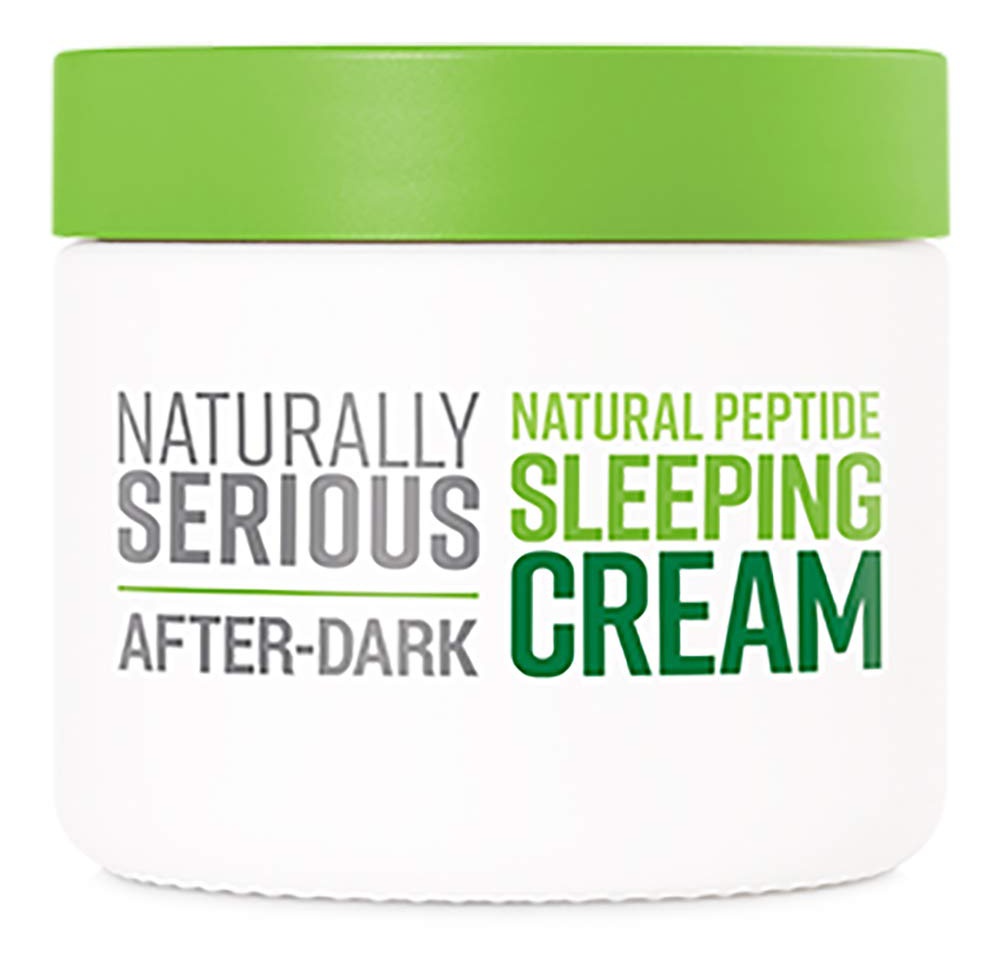 NATURALLY
SERIOUS
AFTER-DARK
NATURAL PEPTIDE
SLEEPING
CREAM